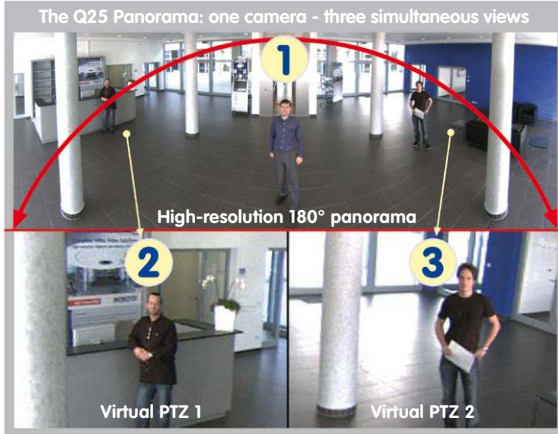 The Q25 Panorama: one camera - three simultaneous views
1
High-resolution 180° panorama
2
3
MOBOTIX
Virtual PTZ 1
Virtual PTZ 2